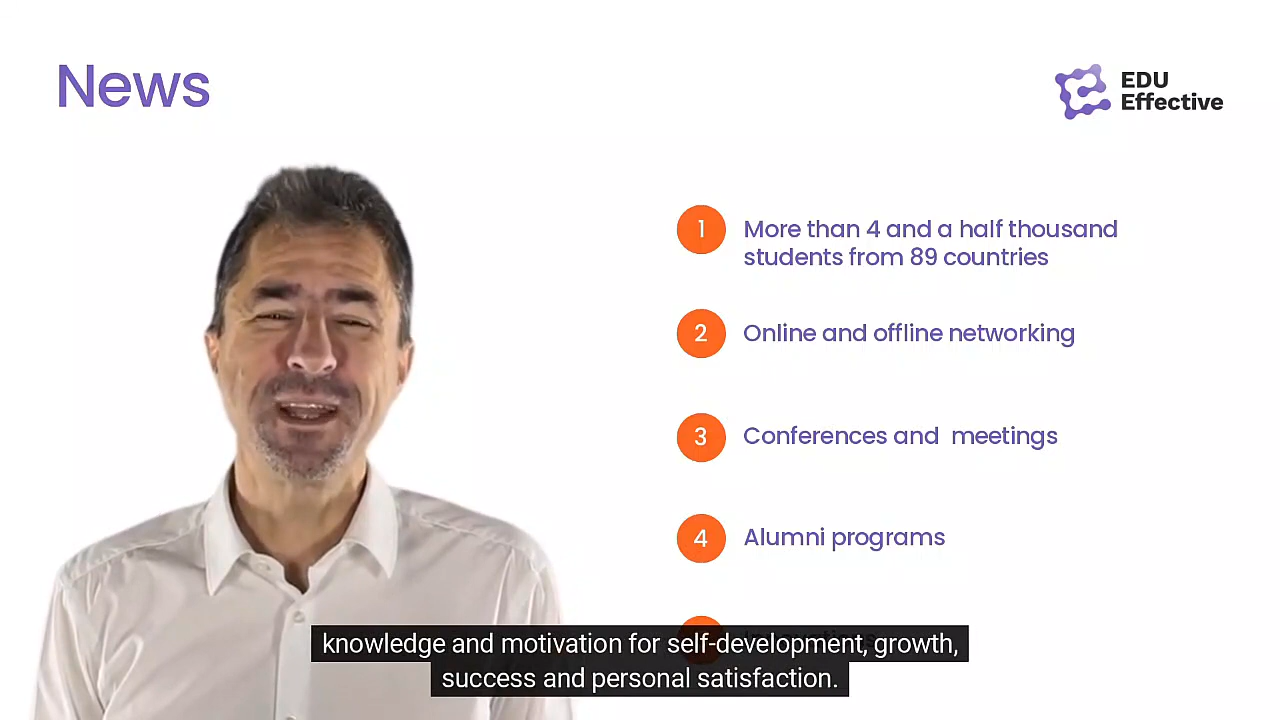 News
EDU
Effective
1
More than 4 and a half thousand
students from 89 countries
2
Online and offline networking
3
Conferences and  meetings
4
Alumni programs
knowledge and motivation for self-development, growth,
success and personal satisfaction.